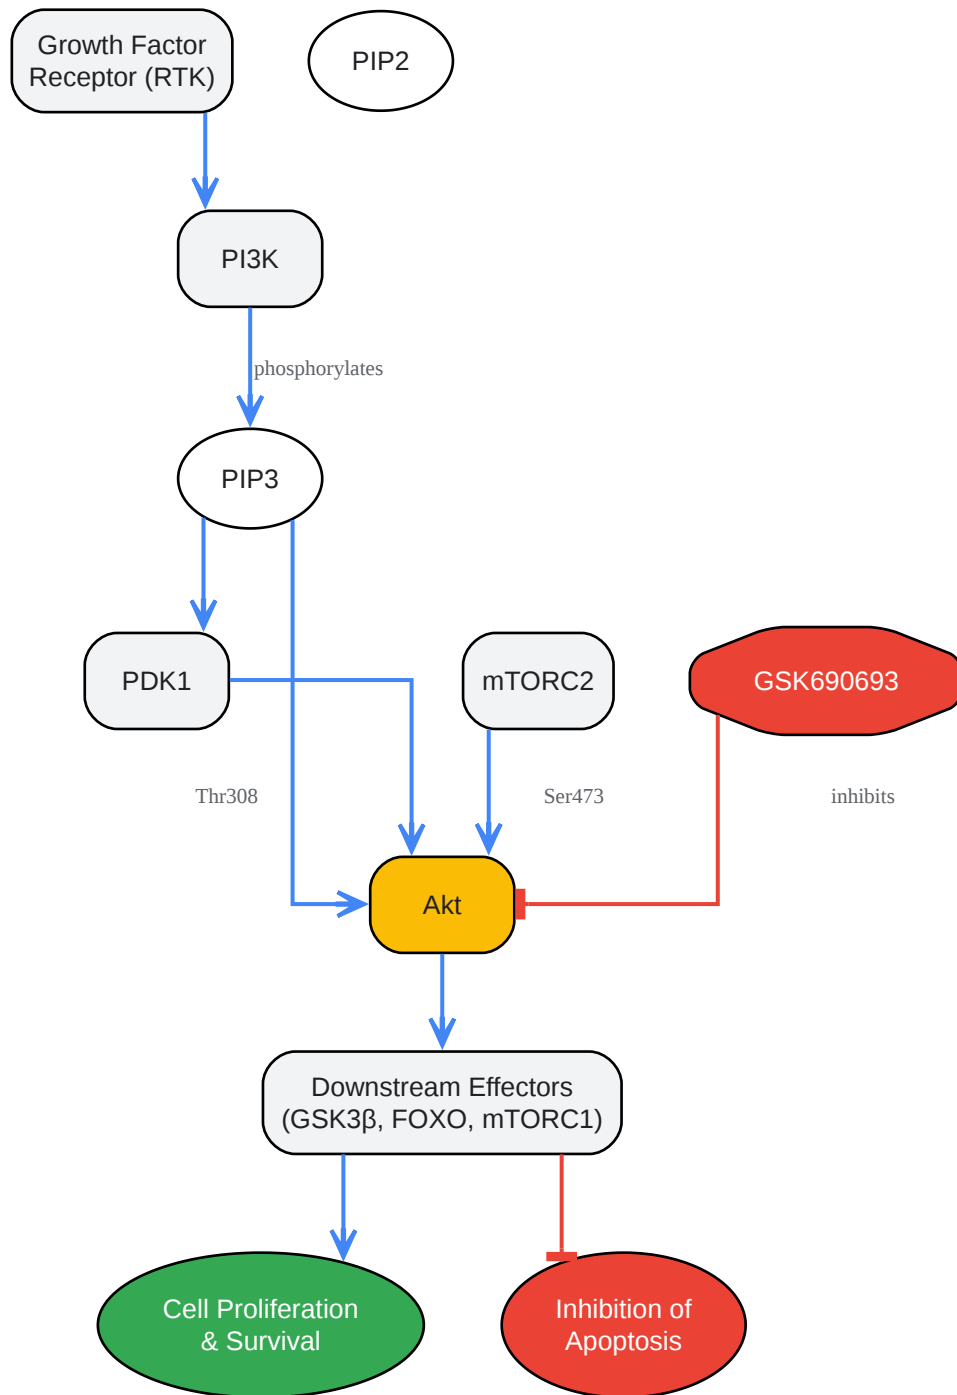 Growth Factor
Receptor (RTK)
PIP2
PI3K
phosphorylates
PIP3
PDK1
mTORC2
GSK690693
Thr308
Ser473
inhibits
Akt
Downstream Effectors
(GSK3β, FOXO, mTORC1)
Cell Proliferation
& Survival
Inhibition of
Apoptosis